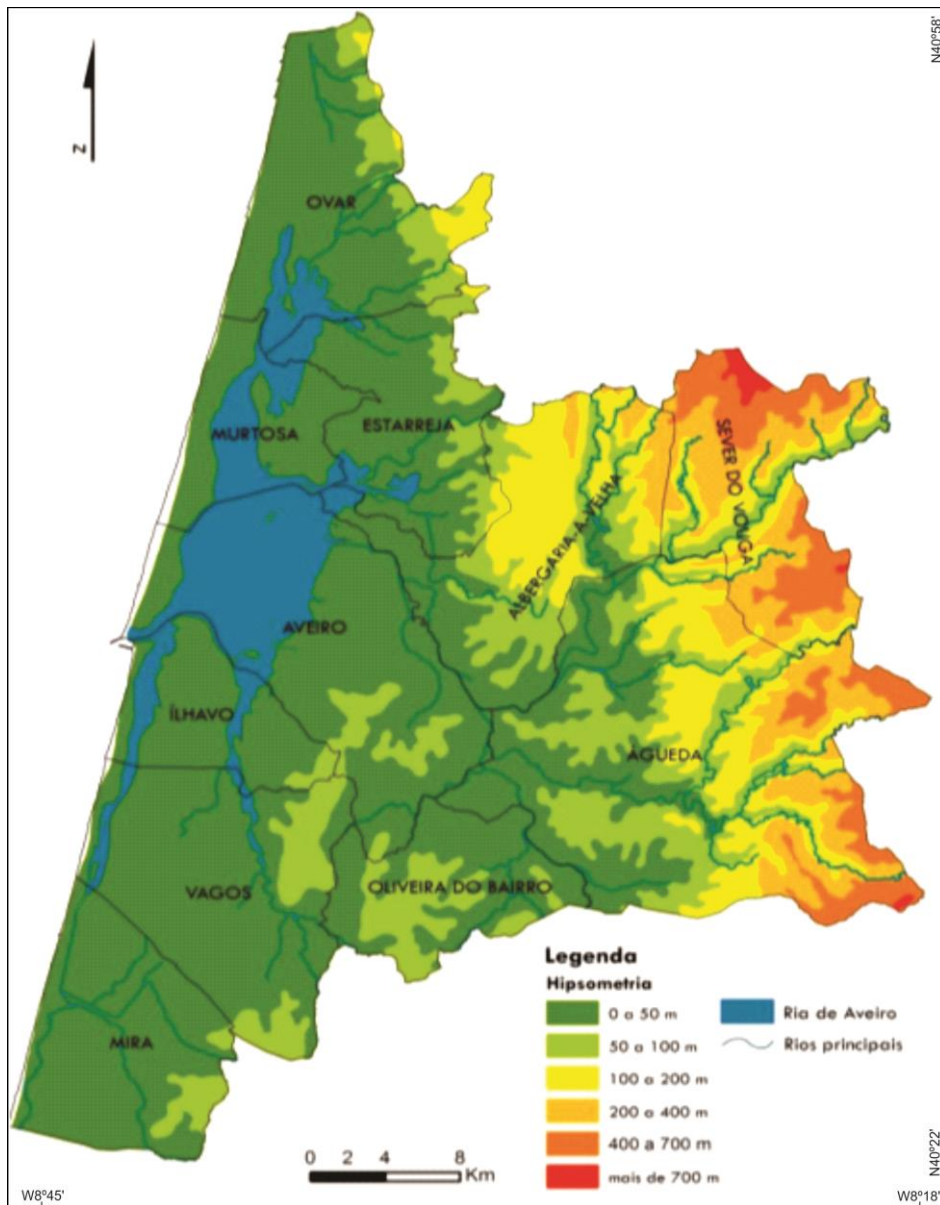 N40º58'
N
OVAR
MURTOSA
ESTARREJA
SEVER DO VOUGA
ALBERGARIA-A-VELHA
AVEIRO
ÍLHAVO
ÁGUEDA
VAGOS
OLIVEIRA DO BAIRRO
MIRA
Legenda
Hipsometria
0 a 50 m
50 a 100 m
100 a 200 m
200 a 400 m
400 a 700 m
mais de 700 m
Ria de Aveiro
Rios principais
0 2 4 8
Km
N40º22'
W8º45'
W8º18'